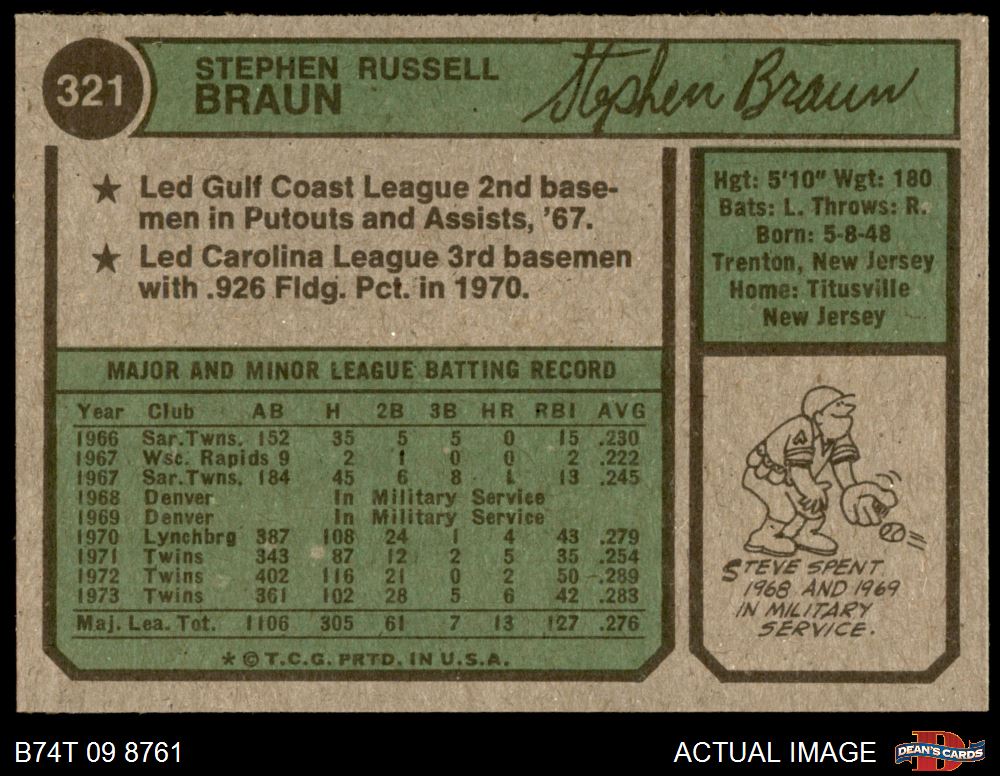 321
STEPHEN RUSSELL
BRAUN
Stephen Braun
★ Led Gulf Coast League 2nd base-
men in Putouts and Assists, '67.
★ Led Carolina League 3rd basemen
with .926 Fldg. Pct. in 1970.
Hgt: 5'10" Wgt: 180
Bats: L. Throws: R.
Born: 5-8-48
Trenton, New Jersey
Home: Titusville
New Jersey
MAJOR AND MINOR LEAGUE BATTING RECORD
Year Club AB H 2B 3B HR RBI AVG
1966 Sar. Twns. 152 35 5 5 0 15 .230
1967 Wsc. Rapids 9 2 1 0 0 2 .222
1967 Sar. Twns. 184 45 6 8 1 13 .245
1968 Denver In Military Service
1969 Denver In Military Service
1970 Lynchbrg 387 108 24 1 4 43 .279
1971 Twins 343 87 12 2 5 35 .254
1972 Twins 402 116 21 0 2 50 .289
1973 Twins 361 102 28 5 6 42 .283
Maj. Lea. Tot. 1106 305 61 7 13 127 .276
* © T.C.G. PRTD. IN U.S.A.
STEVE SPENT
1968 AND 1969
IN MILITARY
SERVICE.
B74T 09 8761
ACTUAL IMAGE
DEAN'S CARDS